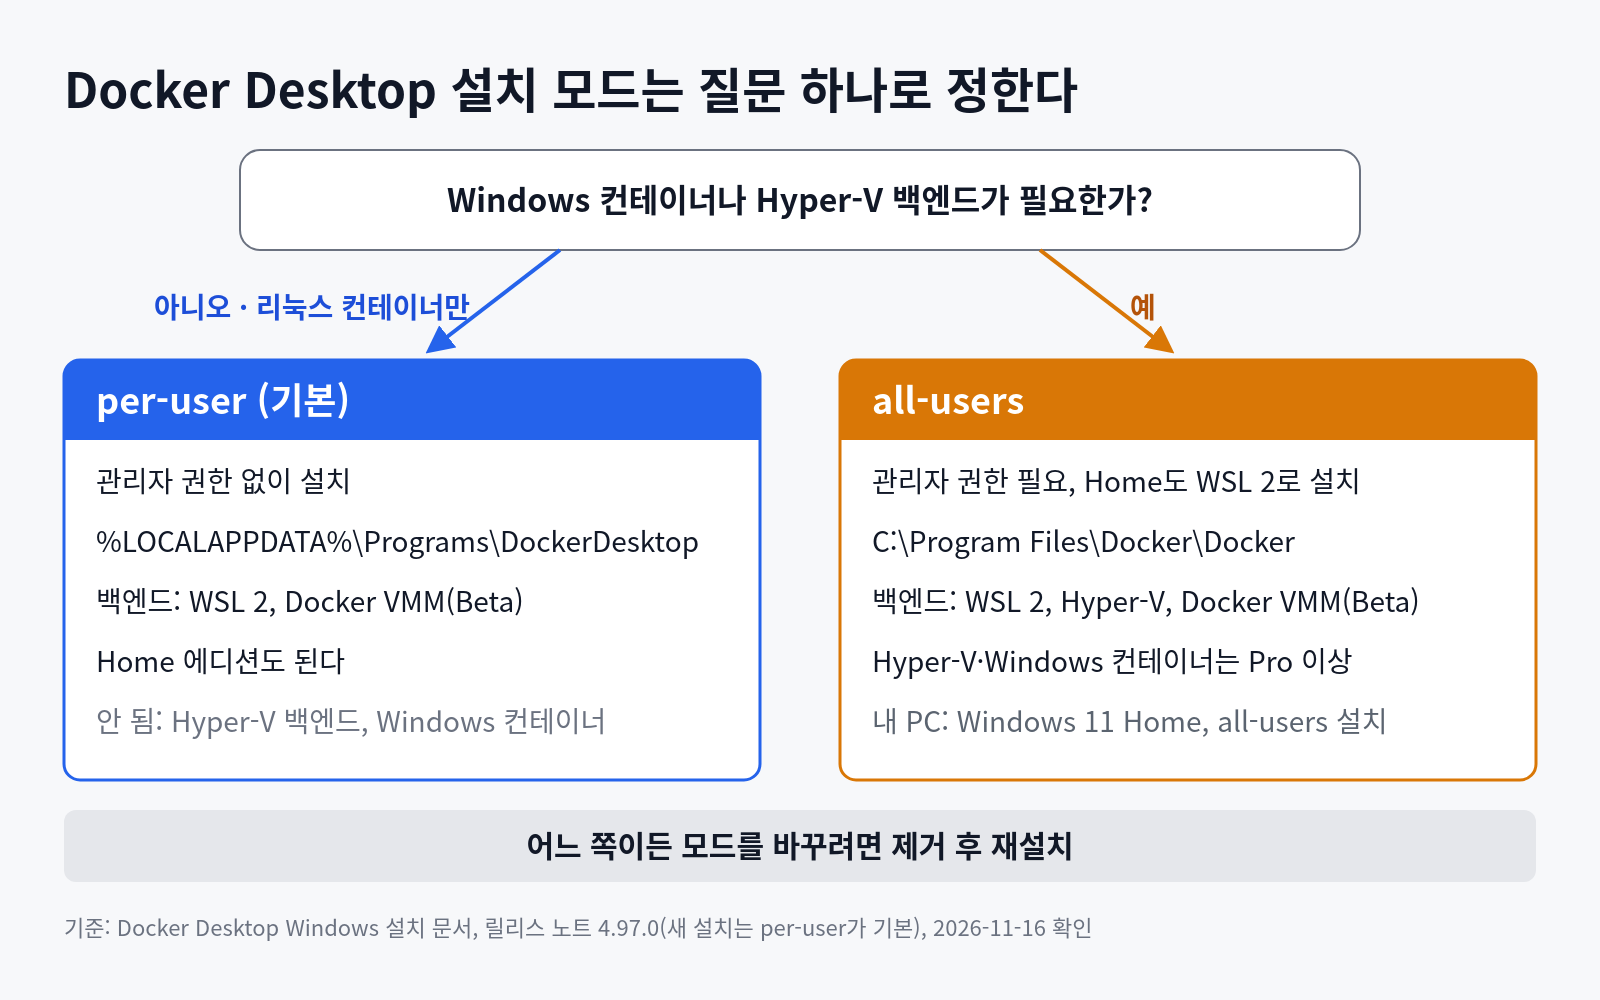 Docker Desktop 설치 모드는 질문 하나로 정한다
Windows 컨테이너나 Hyper-V 백엔드가 필요한가?
아니오 · 리눅스 컨테이너만
예
per-user (기본)
관리자 권한 없이 설치
%LOCALAPPDATA%\Programs\DockerDesktop
백엔드: WSL 2, Docker VMM(Beta)
Home 에디션도 된다
안 됨: Hyper-V 백엔드, Windows 컨테이너
all-users
관리자 권한 필요, Home도 WSL 2로 설치
C:\Program Files\Docker\Docker
백엔드: WSL 2, Hyper-V, Docker VMM(Beta)
Hyper-V·Windows 컨테이너는 Pro 이상
내 PC: Windows 11 Home, all-users 설치
어느 쪽이든 모드를 바꾸려면 제거 후 재설치
기준: Docker Desktop Windows 설치 문서, 릴리스 노트 4.97.0(새 설치는 per-user가 기본), 2026-11-16 확인